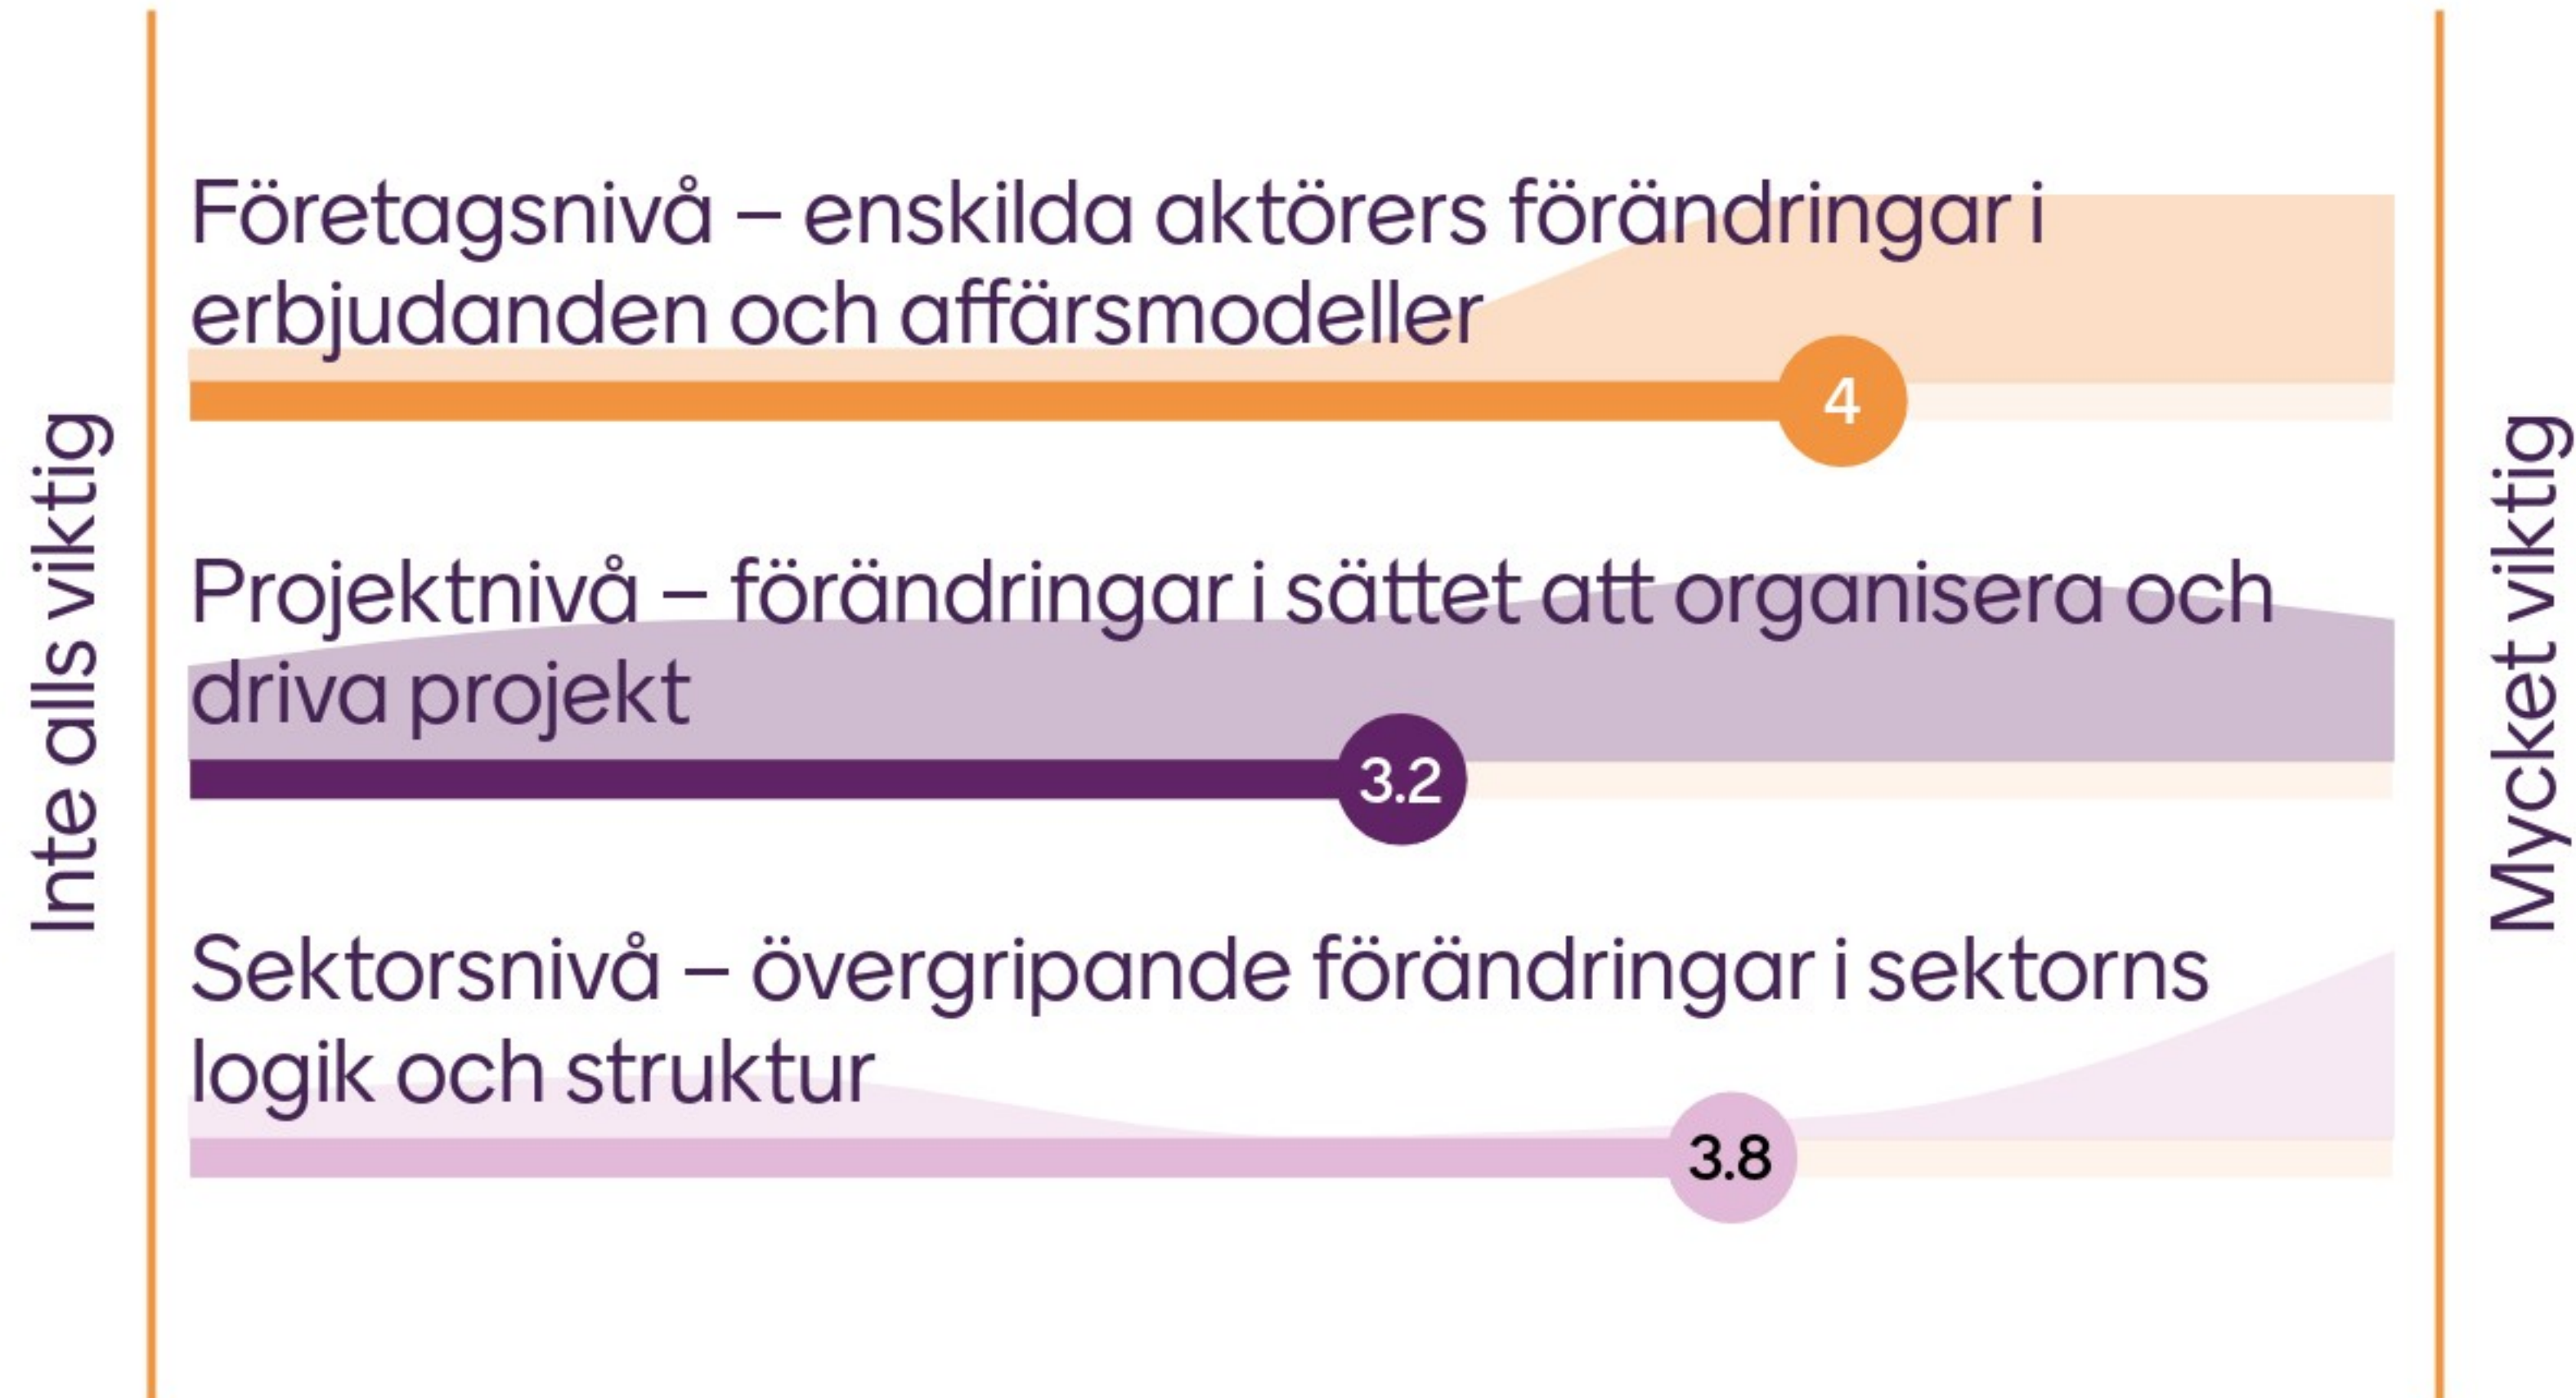 Inte alls viktig
Företagsnivå – enskilda aktörers förändringar i
erbjudanden och affärsmodeller
4
Projektnivå – förändringar i sättet att organisera och
driva projekt
3.2
Sektorsnivå – övergripande förändringar i sektorns
logik och struktur
3.8
Mycket viktig